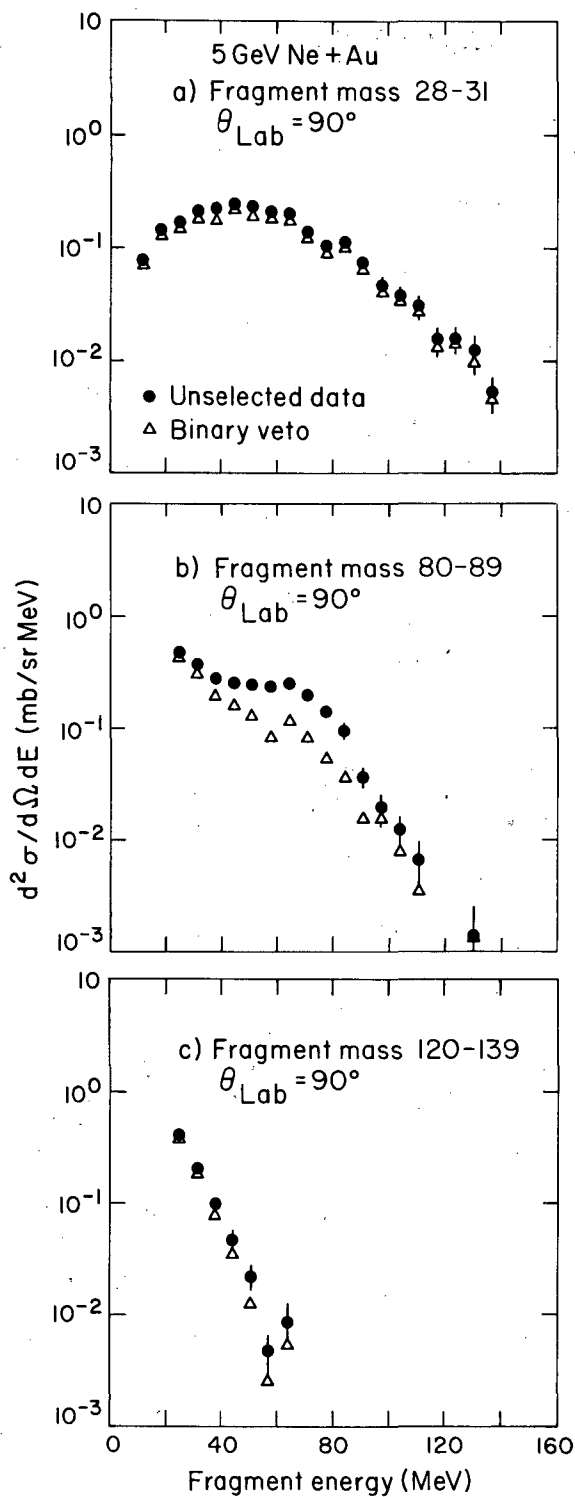 5 GeV Ne + Au
a) Fragment mass 28-31
θLab = 90°
10
10⁰
10⁻¹
10⁻²
10⁻³
● Unselected data
△ Binary veto
b) Fragment mass 80-89
θLab = 90°
10
10⁰
10⁻¹
10⁻²
10⁻³
d²σ/dΩdE (mb/sr MeV)
c) Fragment mass 120-139
θLab = 90°
10
10⁰
10⁻¹
10⁻²
10⁻³
0 40 80 120 160
Fragment energy (MeV)